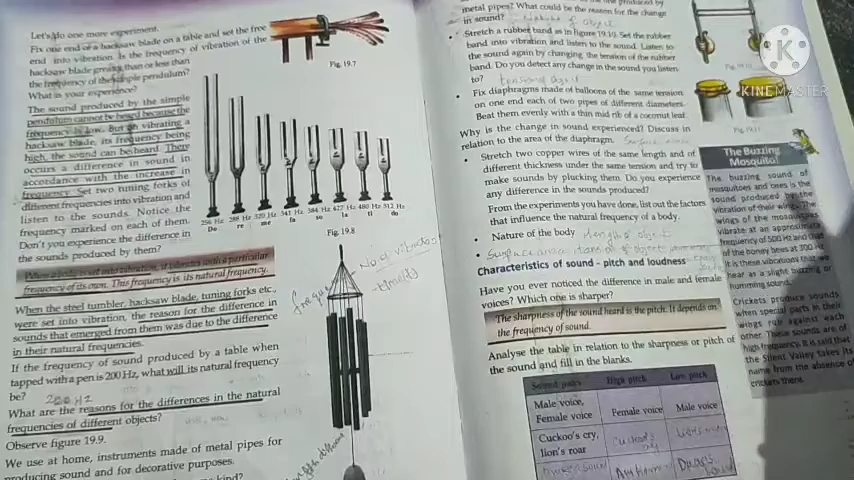 Let's do one more experiment.
Fix one end of a hacksaw blade on a table and set the free
end into vibration. Is the frequency of vibration of the
hacksaw blade greater than or less than
the frequency of the simple pendulum?
What is your experience?
The sound produced by the simple
pendulum cannot be heard because the
frequency is low. But on vibrating a
hacksaw blade, its frequency being
high, the sound can be heard. There
occurs a difference in sound in
accordance with the increase in
frequency. Set two tuning forks of
different frequencies into vibration and
listen to the sounds. Notice the
frequency marked on each of them.
Don't you experience the difference in
the sounds produced by them?
Fig. 19.7
256 Hz 288 Hz 320 Hz 341 Hz 384 Hz 427 Hz 480 Hz 512 Hz
Do re me fa so la ti do
Fig. 19.8
When a body is set into vibration, it vibrates with a particular
frequency of its own. This frequency is its natural frequency.
When the steel tumbler, hacksaw blade, tuning forks etc.,
were set into vibration, the reason for the difference in
sounds that emerged from them was due to the difference
in their natural frequencies.
If the frequency of sound produced by a table when
tapped with a pen is 200 Hz, what will its natural frequency
be? 200 Hz
What are the reasons for the differences in the natural
frequencies of different objects?
Observe figure 19.9.
We use at home, instruments made of metal pipes for
producing sound and for decorative purposes.
kind?
metal pipes? What could be the reason for the change
in sound?
• Stretch a rubber band as in figure 19.10. Set the rubber
band into vibration and listen to the sound. Listen to
the sound again by changing the tension of the rubber
band. Do you detect any change in the sound you listen
to?
• Fix diaphragms made of balloons of the same tension
on one end each of two pipes of different diameters.
Beat them evenly with a thin mid rib of a coconut leaf.
Why is the change in sound experienced? Discuss in
relation to the area of the diaphragm.
• Stretch two copper wires of the same length and of
different thickness under the same tension and try to
make sounds by plucking them. Do you experience
any difference in the sounds produced?
From the experiments you have done, list out the factors
that influence the natural frequency of a body.
• Nature of the body
Characteristics of sound - pitch and loudness
Have you ever noticed the difference in male and female
voices? Which one is sharper?
The sharpness of the sound heard is the pitch. It depends on
the frequency of sound.
Analyse the table in relation to the sharpness or pitch of
the sound and fill in the blanks.
Sound pairs High pitch Low pitch
Male voice,
Female voice Female voice Male voice
Cuckoo's cry,
lion's roar
KINEMASTER
The Buzzing
Mosquito!
The buzzing sound of
mosquitoes and ones is the
sound produced by the
vibration of their wings. The
wings of the mosquitoes
vibrate at an approximate
frequency of 500 Hz and that
of the honey bees at 300 Hz
It is these vibrations that we
hear as a slight buzzing or
humming sound.
Crickets produce sounds
when special parts in their
wings rub against each
other. These sounds are of
high frequency. It is said that
the Silent Valley takes its
name from the absence of
crickets there.